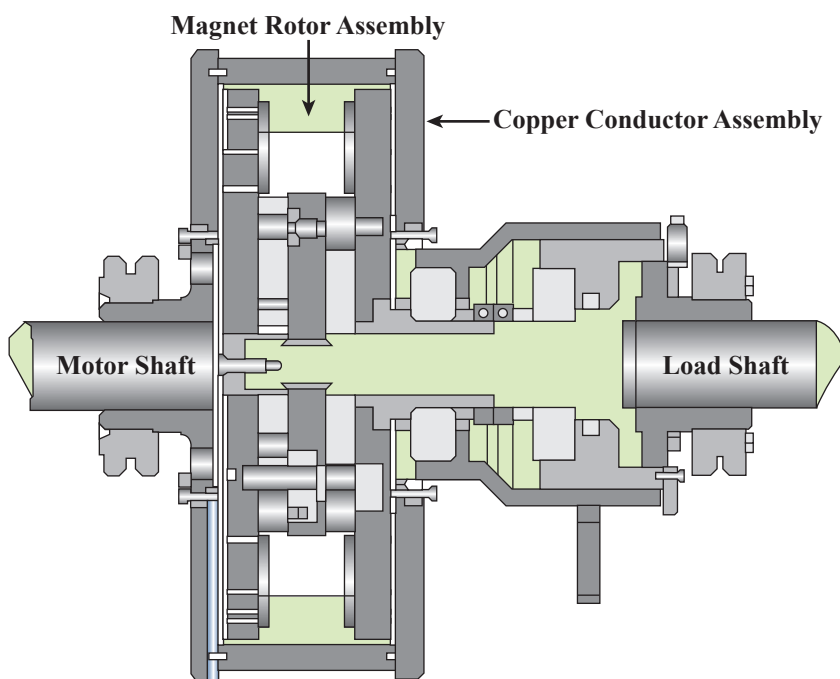 Magnet Rotor Assembly
Copper Conductor Assembly
Motor Shaft
Load Shaft